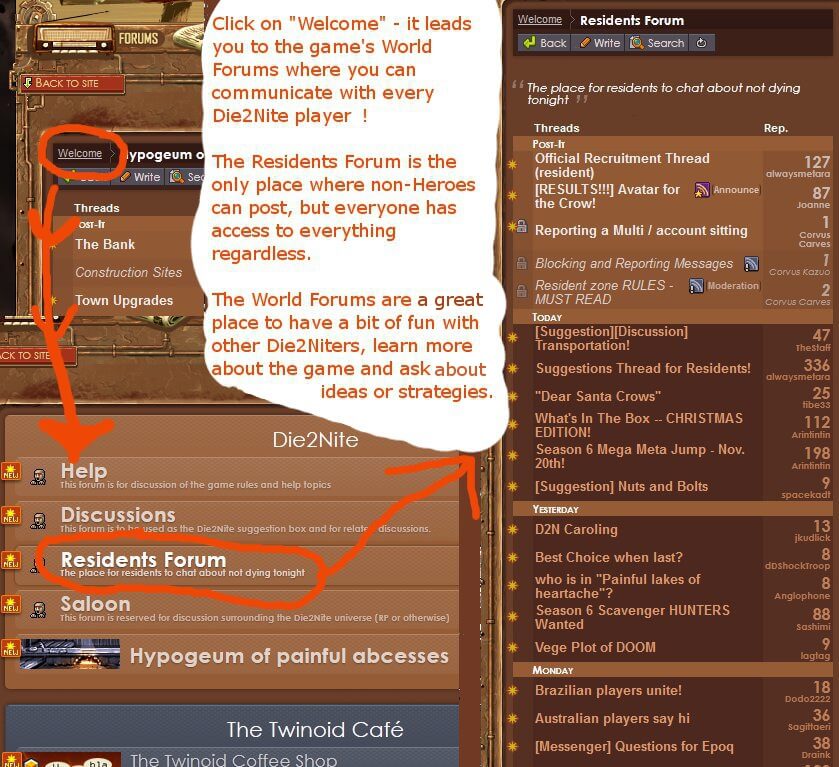 FORUMS
BACK TO SITE
Welcome
ypogeum o
Write
Sea
Threads
POST-IT
The Bank
Construction Sites
Town Upgrades
ACK TO SITE
Click on "Welcome" - it leads
you to the game's World
Forums where you can
communicate with every
Die2Nite player !
The Residents Forum is the
only place where non-Heroes
can post, but everyone has
access to everything
regardless.
The World Forums are a great
place to have a bit of fun with
other Die2Niters, learn more
about the game and ask about
ideas or strategies.
Die2Nite
NEW
Help
This forum is for discussion of the game rules and help topics
NEW
Discussions
This forum is to be used as the Die2Nite suggestion box and for related discussions.
NEW
Residents Forum
The place for residents to chat about not dying tonight
NEW
Saloon
This forum is reserved for discussion surrounding the Die2Nite universe (RP or otherwise)
NEW
Hypogeum of painful abcesses
The Twinoid Café
NEW
bla
The Twinoid Coffee Shop
Welcome Residents Forum
Back Write Search
The place for residents to chat about not dying
tonight
Threads Rep.
POST-IT
Official Recruitment Thread
(resident)
127
alwaysmetara
[RESULTS!!!] Avatar for
the Crow!
Announce
87
Joanne
Reporting a Multi / account sitting
1
Corvus
Carves
Blocking and Reporting Messages
1
Corvus Kazuo
Resident zone RULES -
MUST READ
Moderation
2
Corvus Carves
TODAY
[Suggestion][Discussion]
Transportation!
47
TheStaff
Suggestions Thread for Residents!
336
alwaysmetara
"Dear Santa Crows"
25
tibe33
What's In The Box -- CHRISTMAS
EDITION!
112
Arintintin
Season 6 Mega Meta Jump - Nov.
20th!
198
Arintintin
[Suggestion] Nuts and Bolts
9
spacekadt
YESTERDAY
D2N Caroling
13
jkudlick
Best Choice when last?
8
dDShockTroop
who is in "Painful lakes of
heartache"?
8
Anglophone
Season 6 Scavenger HUNTERS
Wanted
88
Sashimi
Vege Plot of DOOM
9
lagtag
MONDAY
Brazilian players unite!
18
Dodo2222
Australian players say hi
36
Sagittaeri
[Messenger] Questions for Epoq
38
Draink